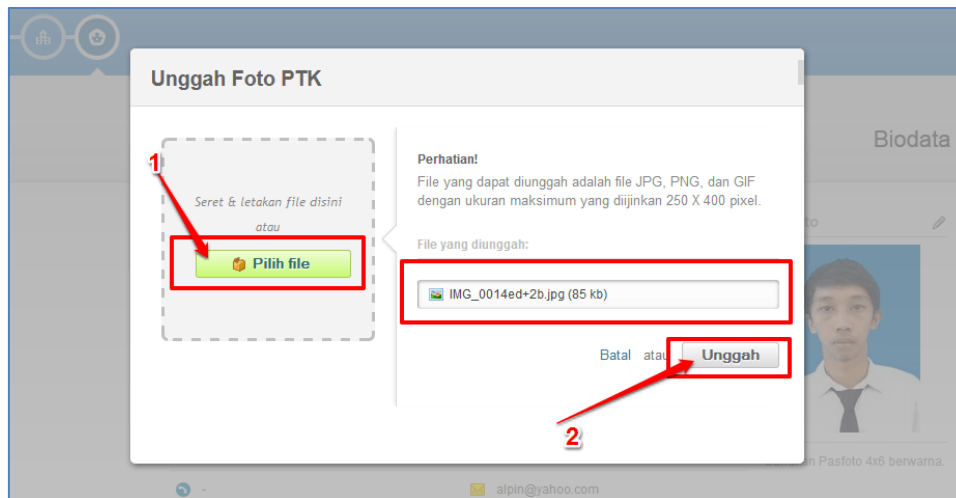 Unggah Foto PTK
Biodata
1
Seret & letakan file disini
atau
Pilih file
Perhatian!
File yang dapat diunggah adalah file JPG, PNG, dan GIF
dengan ukuran maksimum yang diijinkan 250 X 400 pixel.
File yang diunggah:
IMG_0014ed+2b.jpg (85 kb)
Batal atau Unggah
2
Pasfoto 4x6 berwarna.
-
alpin@yahoo.com